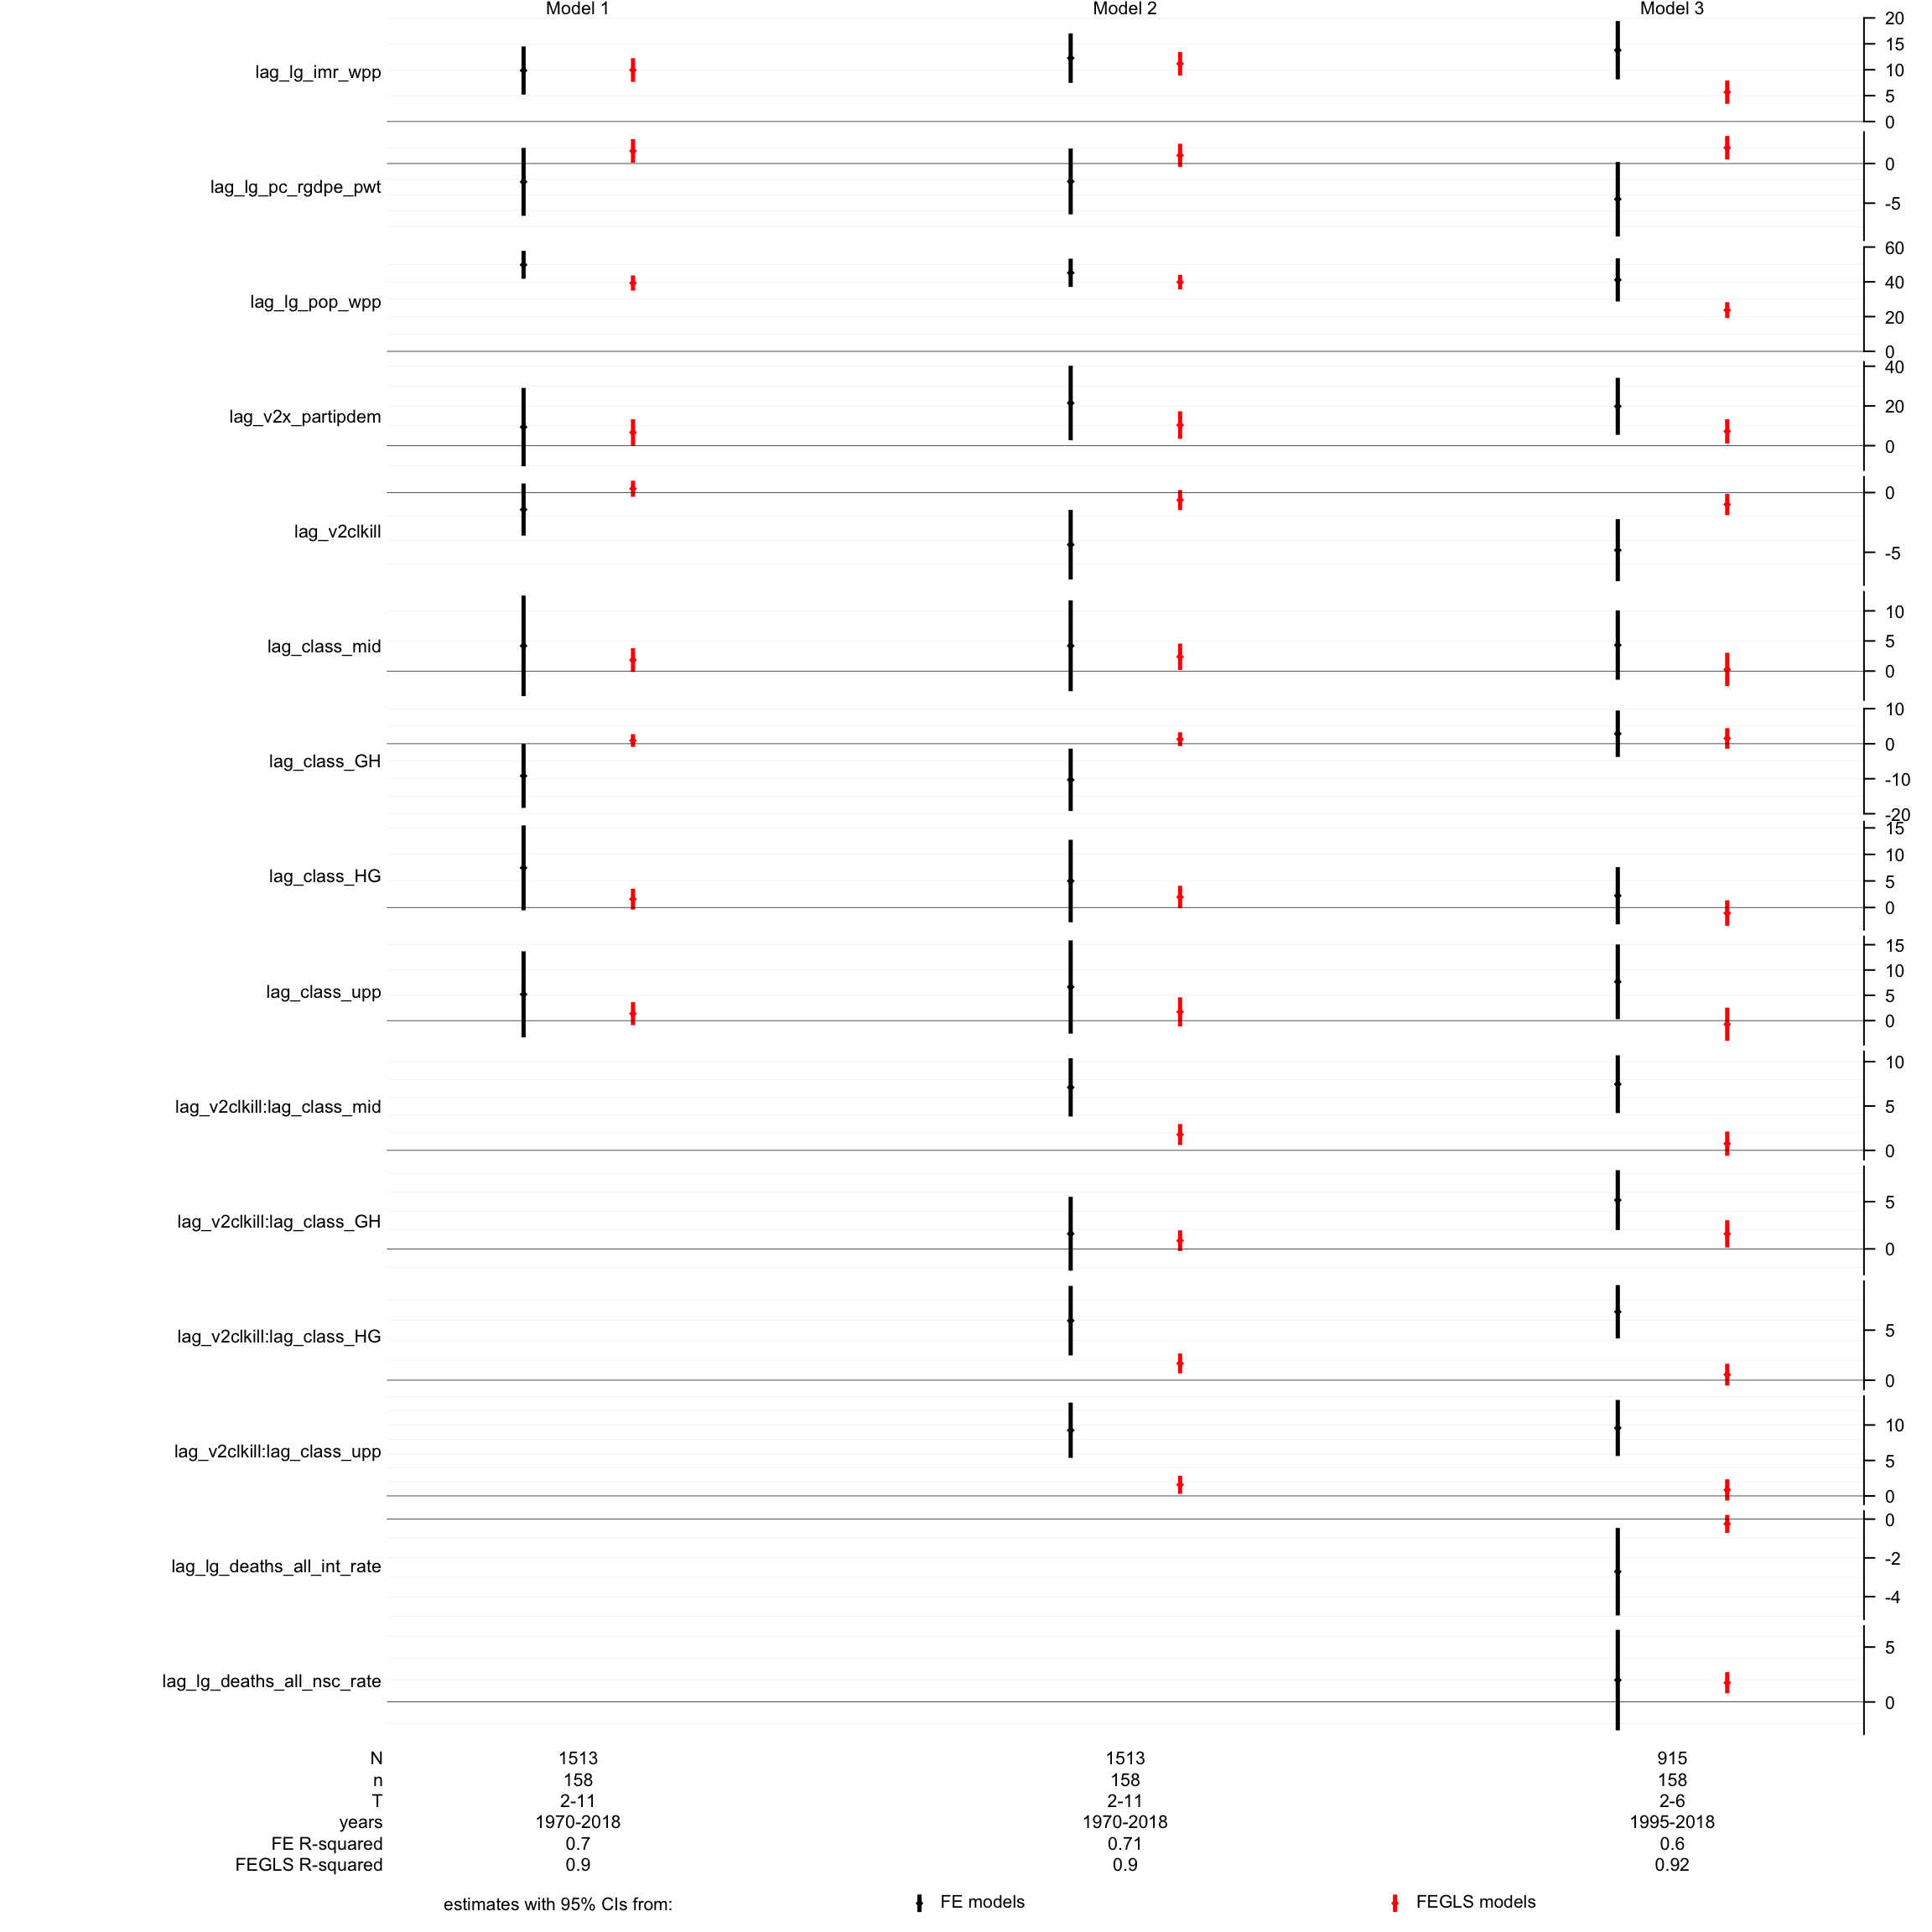 Model 1 Model 2 Model 3
20
15
lag_lg_imr_wpp 10
5
0
0
lag_lg_pc_rgdpe_pwt
-5
60
40
lag_lg_pop_wpp
20
0
40
lag_v2x_partipdem 20
0
0
lag_v2clkill
-5
10
lag_class_mid 5
0
10
0
lag_class_GH
-10
-20
15
10
lag_class_HG 5
0
15
10
lag_class_upp 5
0
10
lag_v2clkill:lag_class_mid 5
0
5
lag_v2clkill:lag_class_GH
0
lag_v2clkill:lag_class_HG 5
0
10
lag_v2clkill:lag_class_upp 5
0
0
lag_lg_deaths_all_int_rate -2
-4
5
lag_lg_deaths_all_nsc_rate
0
N 1513 1513 915
n 158 158 158
T 2-11 2-11 2-6
years 1970-2018 1970-2018 1995-2018
FE R-squared 0.7 0.71 0.6
FEGLS R-squared 0.9 0.9 0.92
estimates with 95% CIs from: FE models FEGLS models